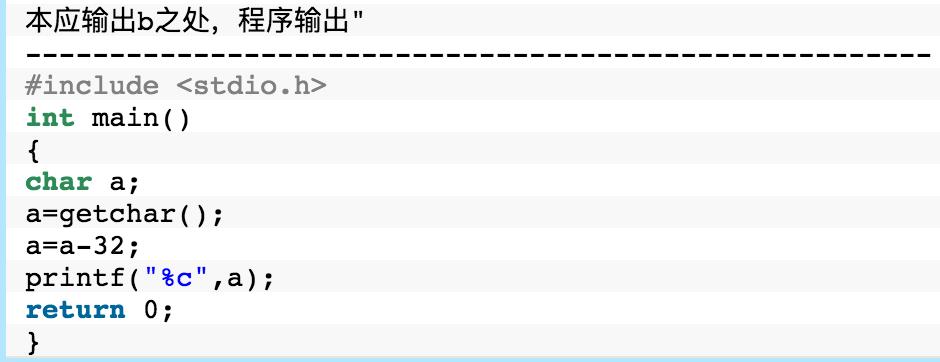 本应输出b之处，程序输出"
------------------------------------------------------
#include <stdio.h>
int main()
{
char a;
a=getchar();
a=a-32;
printf("%c",a);
return 0;
}